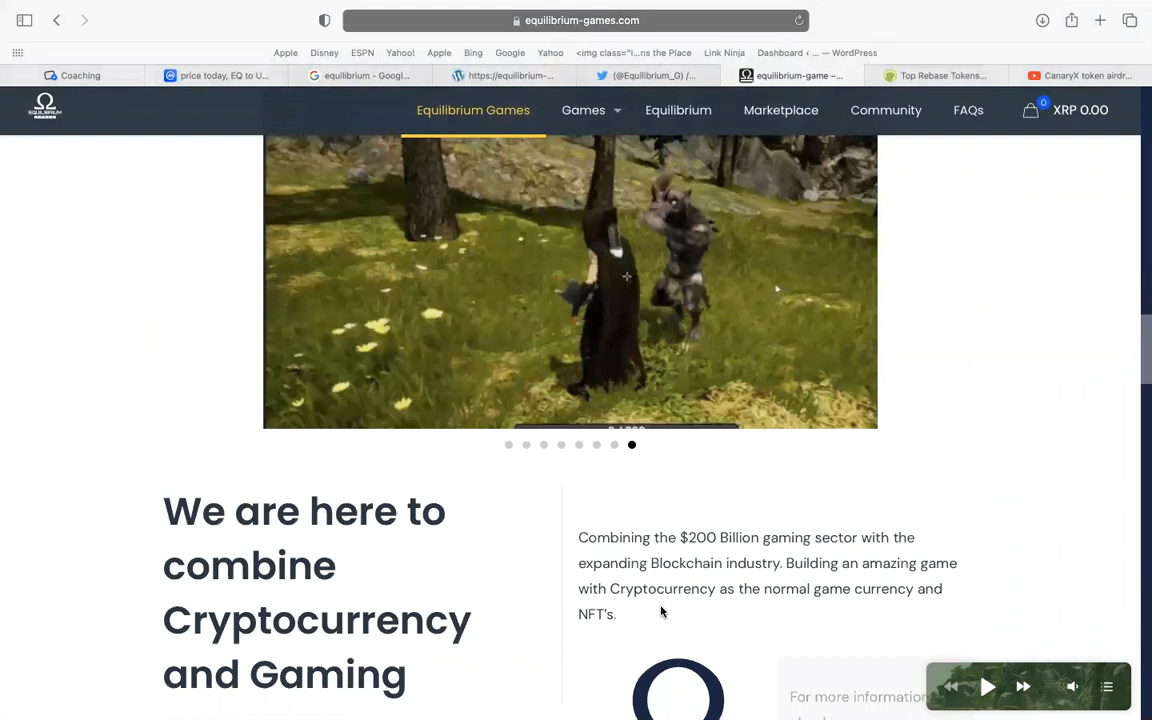 equilibrium-games.com
Apple Disney ESPN Yahoo! Apple Bing Google Yahoo <img class="l...ns the Place Link Ninja Dashboard ‹ ... — WordPress
Coaching
price today, EQ to U...
equilibrium - Googl...
https://equilibrium-...
(@Equilibrium_G) /...
equilibrium-game –...
Top Rebase Tokens...
CanaryX token airdr...
EQUILIBRIUM
Equilibrium Games
Games
Equilibrium
Marketplace
Community
FAQs
0
XRP 0.00
We are here to
combine
Cryptocurrency
and Gaming
Combining the $200 Billion gaming sector with the
expanding Blockchain industry. Building an amazing game
with Cryptocurrency as the normal game currency and
NFT's.
For more information